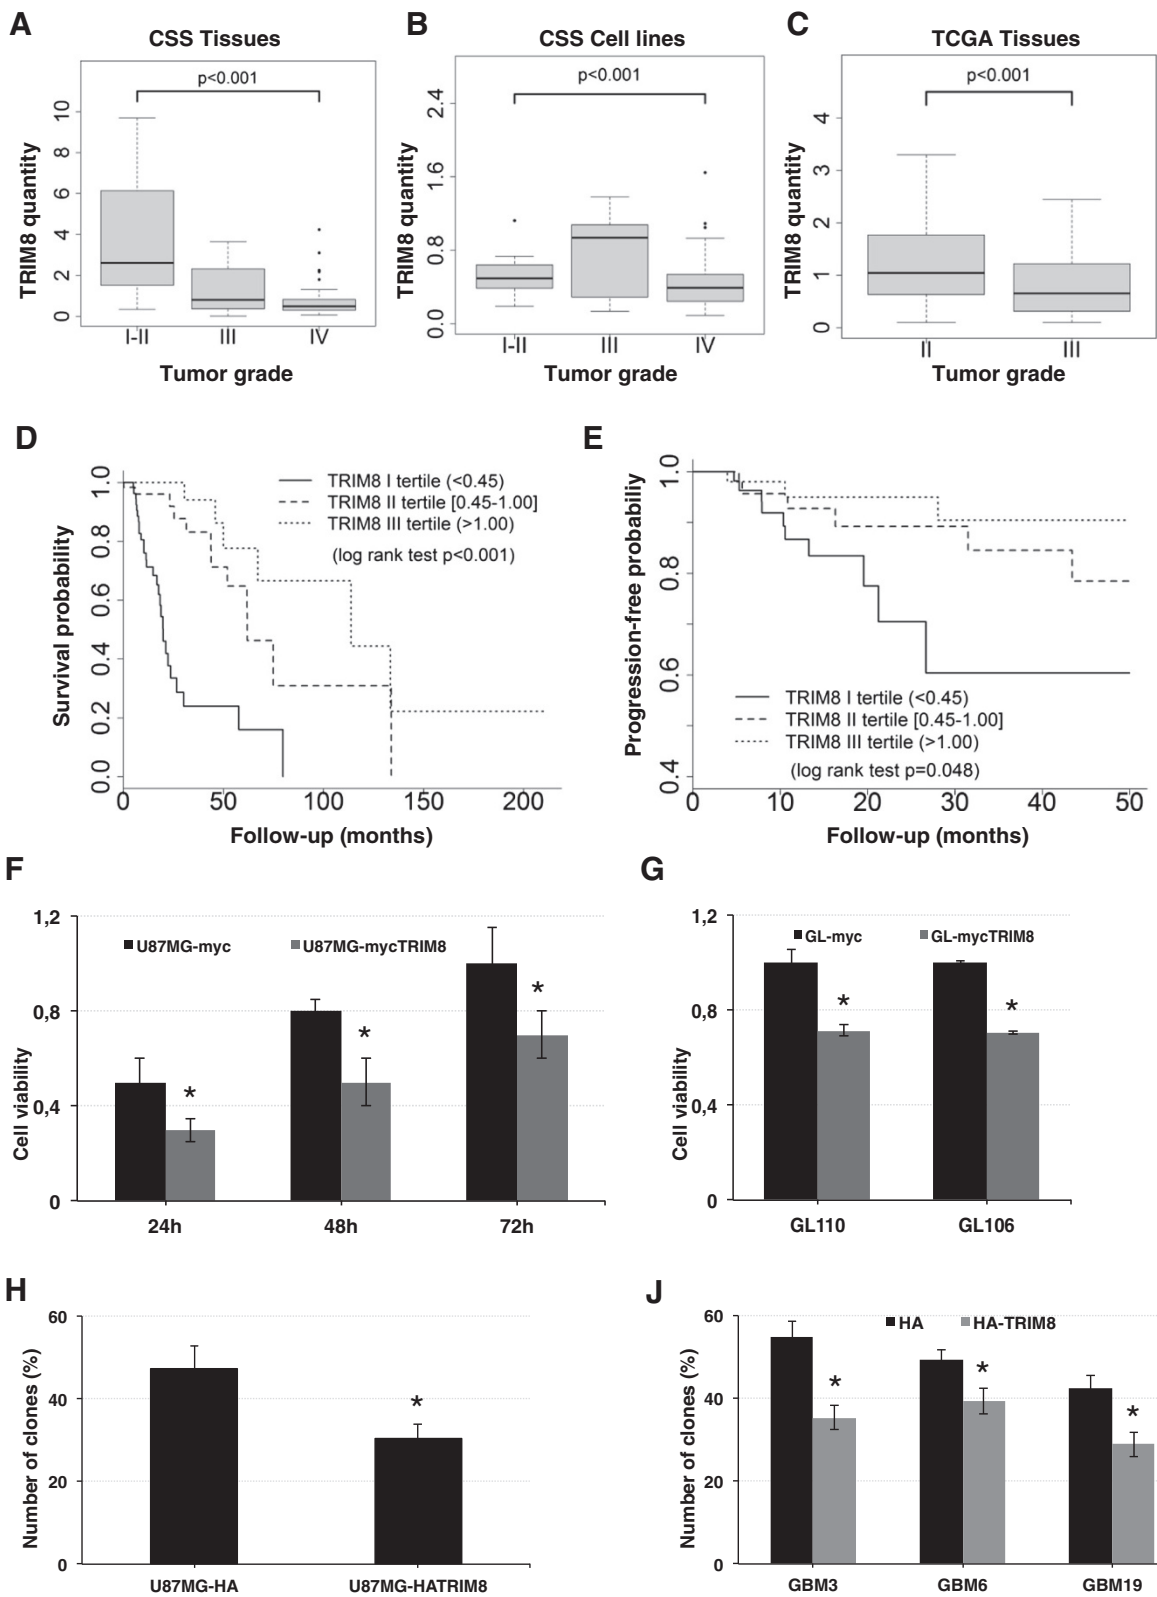 A
CSS Tissues
p<0.001
TRIM8 quantity
0 2 4 6 8 10
I-II III IV
Tumor grade
B
CSS Cell lines
p<0.001
TRIM8 quantity
0.0 0.8 1.6 2.4
I-II III IV
Tumor grade
C
TCGA Tissues
p<0.001
TRIM8 quantity
0 1 2 3 4
II III
Tumor grade
D
Survival probability
0.0 0.2 0.4 0.6 0.8 1.0
TRIM8 I tertile (<0.45)
TRIM8 II tertile [0.45-1.00]
TRIM8 III tertile (>1.00)
(log rank test p<0.001)
0 50 100 150 200
Follow-up (months)
E
Progression-free probabiliy
0.4 0.6 0.8 1.0
TRIM8 I tertile (<0.45)
TRIM8 II tertile [0.45-1.00]
TRIM8 III tertile (>1.00)
(log rank test p=0.048)
0 10 20 30 40 50
Follow-up (months)
F
Cell viability
1,2
0,8
0,4
0
U87MG-myc U87MG-mycTRIM8
* * *
24h 48h 72h
G
Cell viability
1,2
0,8
0,4
0
GL-myc GL-mycTRIM8
* *
GL110 GL106
H
Number of clones (%)
60
40
20
0
*
U87MG-HA U87MG-HATRIM8
J
Number of clones (%)
60
40
20
0
HA HA-TRIM8
* * *
GBM3 GBM6 GBM19